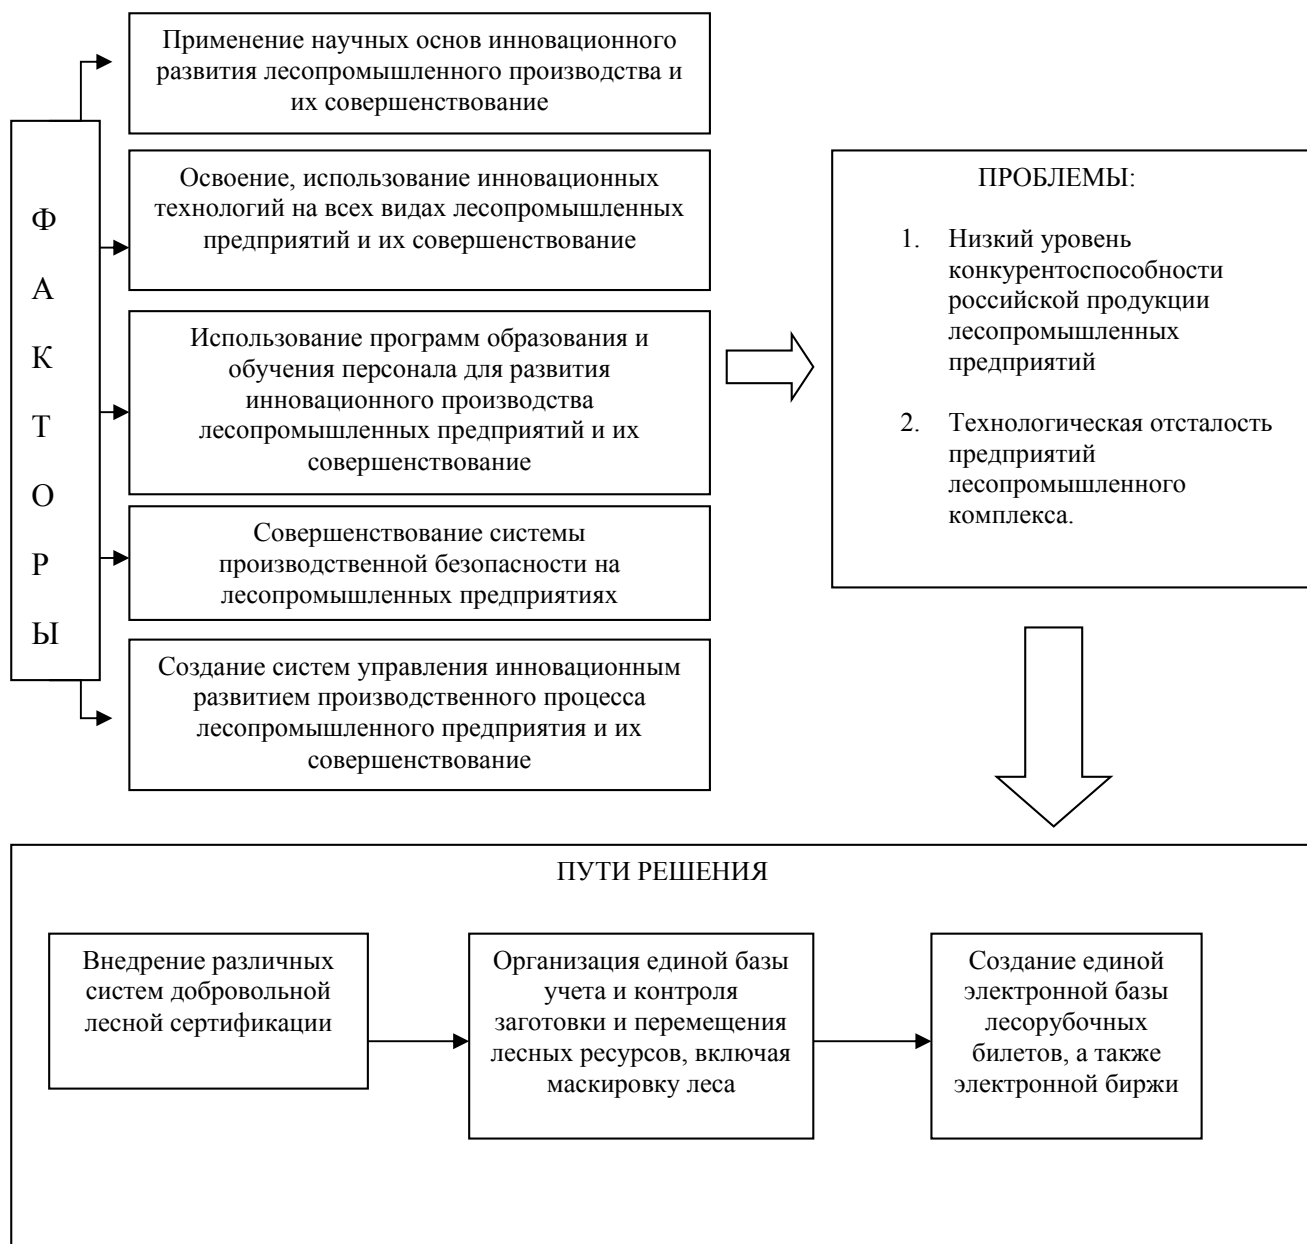 Применение научных основ инновационного
развития лесопромышленного производства и
их совершенствование
Ф
А
К
Т
О
Р
Ы
Освоение, использование инновационных
технологий на всех видах лесопромышленных
предприятий и их совершенствование
Использование программ образования и
обучения персонала для развития
инновационного производства
лесопромышленных предприятий и их
совершенствование
Совершенствование системы
производственной безопасности на
лесопромышленных предприятиях
Создание систем управления инновационным
развитием производственного процесса
лесопромышленного предприятия и их
совершенствование
ПРОБЛЕМЫ:
1. Низкий уровень
конкурентоспособности
российской продукции
лесопромышленных
предприятий
2. Технологическая отсталость
предприятий
лесопромышленного
комплекса.
ПУТИ РЕШЕНИЯ
Внедрение различных
систем добровольной
лесной сертификации
Организация единой базы
учета и контроля
заготовки и перемещения
лесных ресурсов, включая
маскировку леса
Создание единой
электронной базы
лесорубочных
билетов, а также
электронной биржи